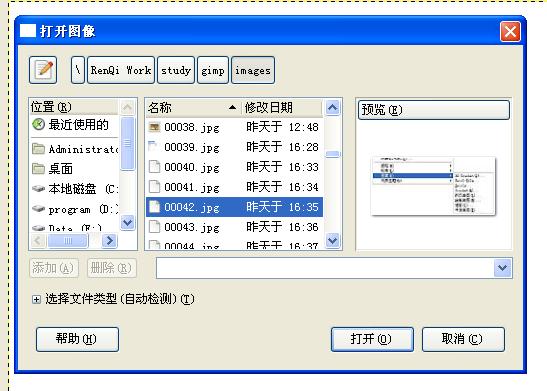 打开图像
\ RenQi Work study gimp images
位置(R)
最近使用的
Administrato
桌面
本地磁盘 (C:
program (D:
Data (E:)
名称 修改日期
00038.jpg 昨天于 12:48
00039.jpg 昨天于 16:28
00040.jpg 昨天于 16:33
00041.jpg 昨天于 16:34
00042.jpg 昨天于 16:35
00043.jpg 昨天于 16:36
00044.jpg 昨天于 16:37
预览(E)
添加(A) 删除(R)
选择文件类型(自动检测)(T)
帮助(H) 打开(O) 取消(C)